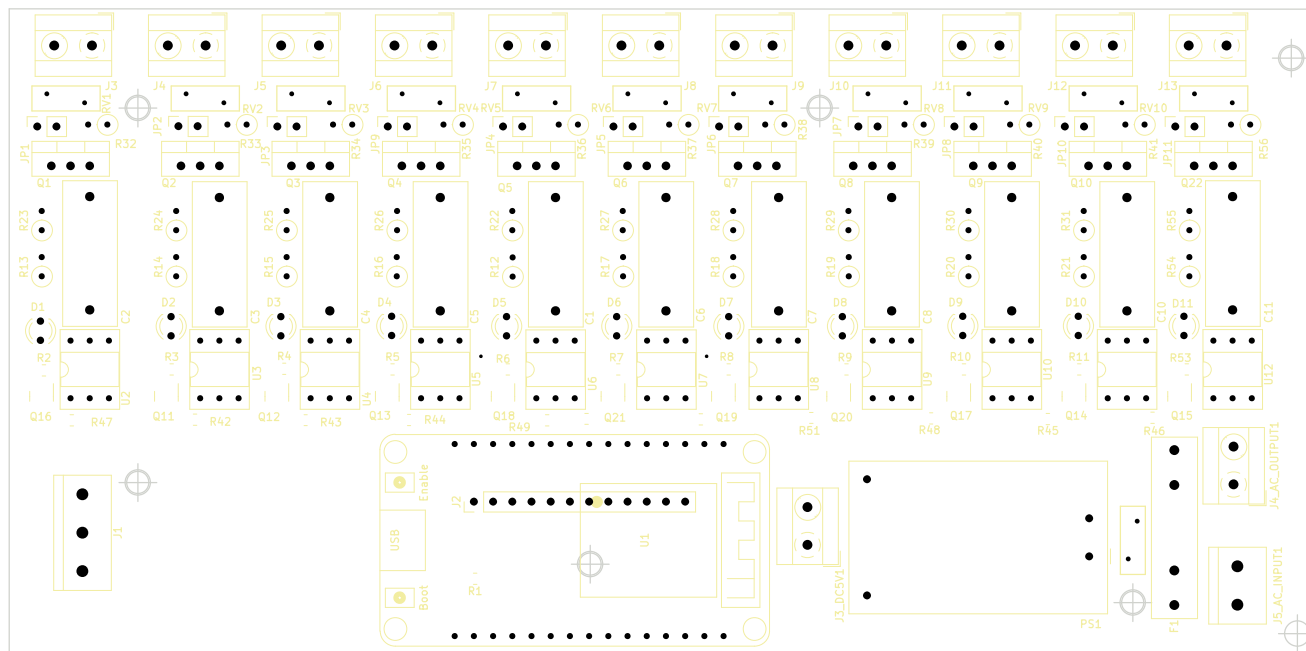 J3 J4 J5 J6 J7 J8 J9 J10 J11 J12 J13
RV1 RV2 RV3 RV4 RV5 RV6 RV7 RV8 RV9 RV10
JP1 JP2 JP3 JP9 JP4 JP5 JP6 JP7 JP8 JP10 JP11
R32 R33 R34 R35 R36 R37 R38 R39 R40 R41 R56
Q1 Q2 Q3 Q4 Q5 Q6 Q7 Q8 Q9 Q10 Q22
R23 R24 R25 R26 R22 R27 R28 R29 R30 R31 R55
R13 R14 R15 R16 R12 R17 R18 R19 R20 R21 R54
D1 D2 D3 D4 D5 D6 D7 D8 D9 D10 D11
C2 C3 C4 C5 C1 C6 C7 C8 C10 C11
R2 R3 R4 R5 R6 R7 R8 R9 R10 R11 R53
U2 U3 U4 U5 U6 U7 U8 U9 U10 U12
Q16 Q11 Q12 Q13 Q18 Q21 Q19 Q20 Q17 Q14 Q15
R47 R42 R43 R44 R49 R51 R48 R45 R46
J1
Enable
J2
USB
U1
Boot
R1
J3_DC5V1
PS1
F1
J4_AC_OUTPUT1
J5_AC_INPUT1